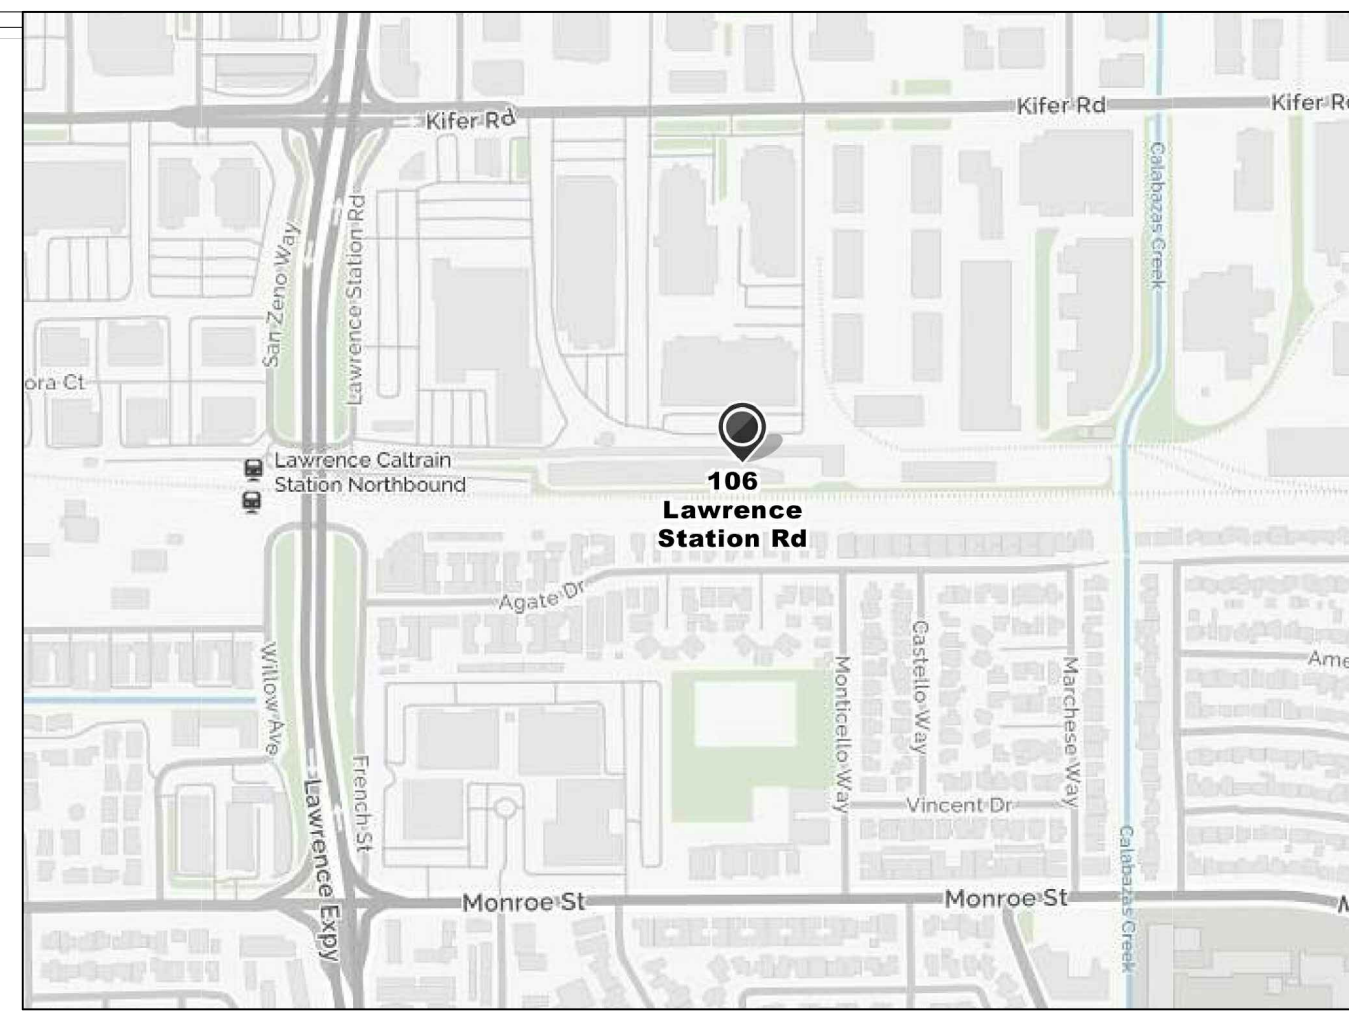 Kifer Rd
Kifer Rd
Kifer R
Calabazas Creek
San Zeno Way
Lawrence Station Rd
ora Ct
Lawrence Caltrain
Station Northbound
106
Lawrence
Station Rd
Agate Dr
Willow Ave
French St
Lawrence Expy
Monticello Way
Castello Way
Marchese Way
Ame
Vincent Dr
Monroe St
Monroe St
M
Calabazas Creek